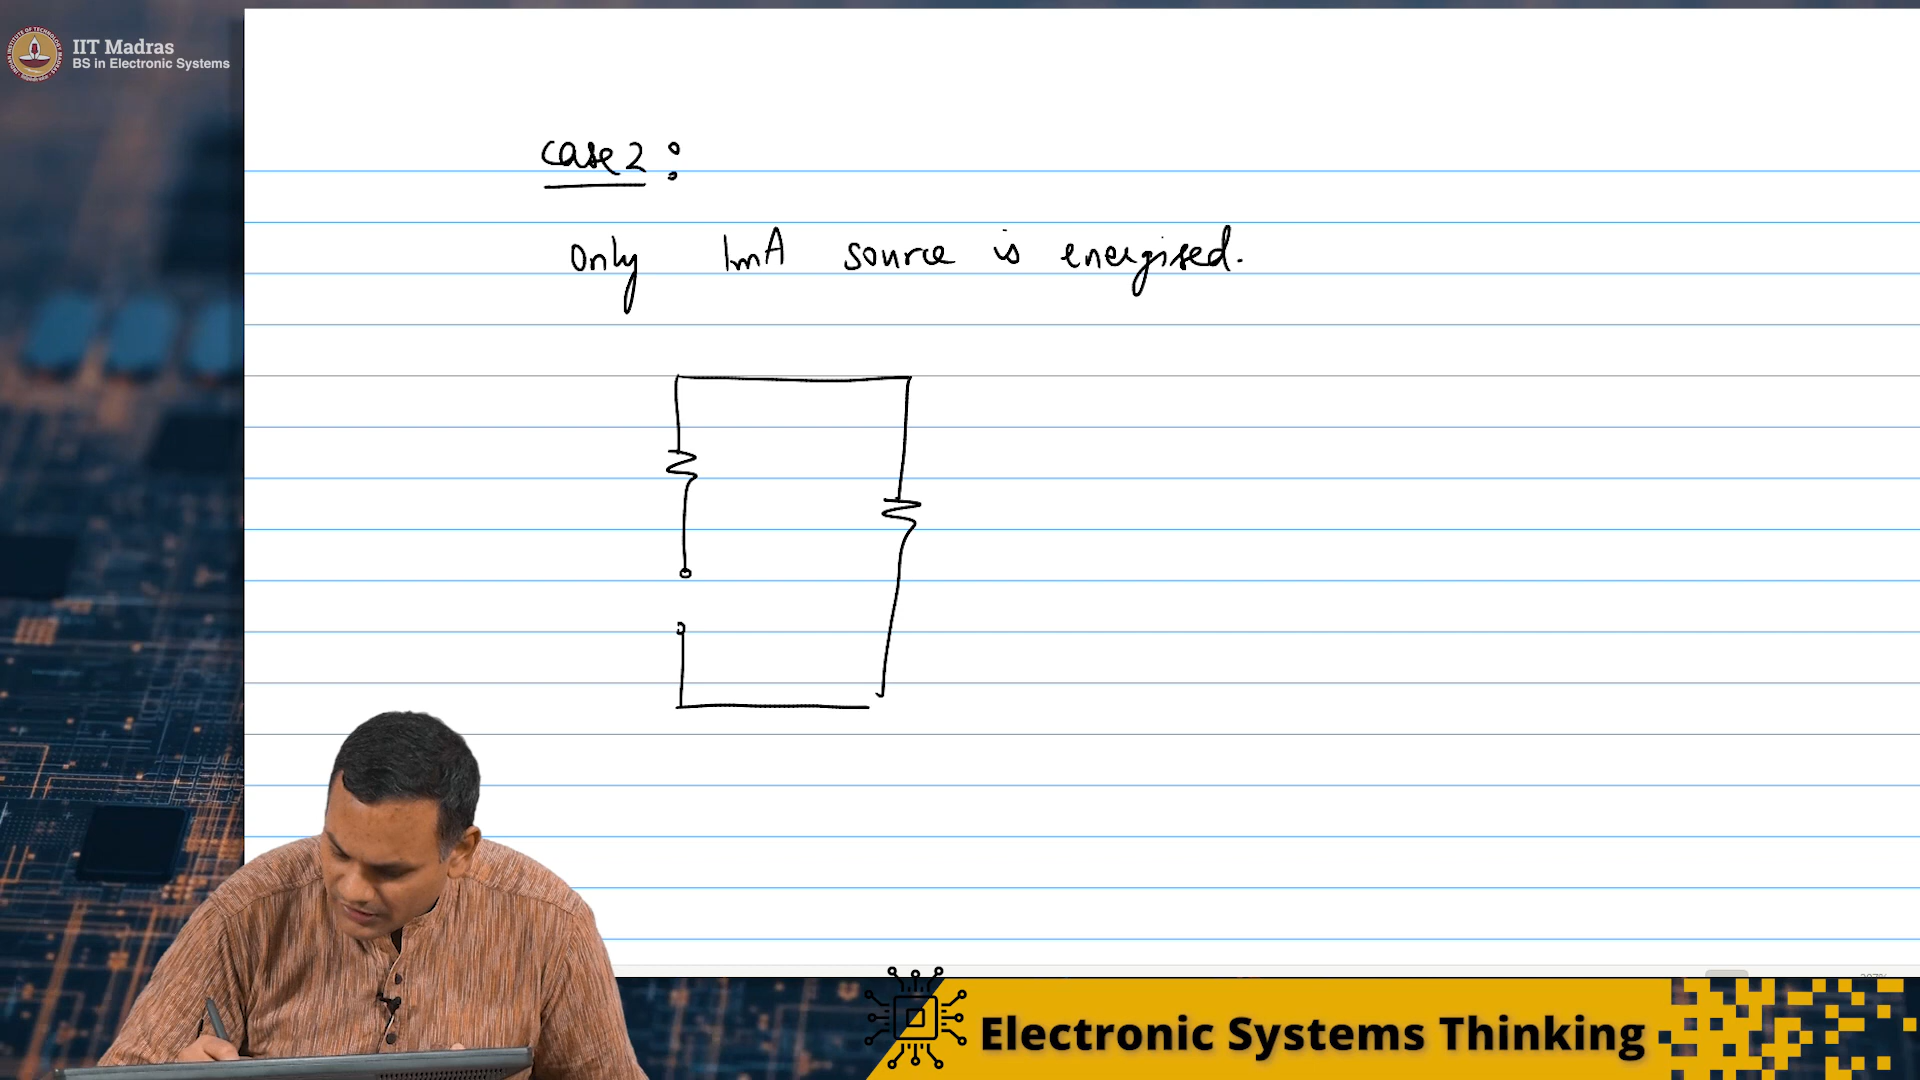 IIT Madras
BS in Electronic Systems
case 2 :
only 1mA source is energised.
Electronic Systems Thinking